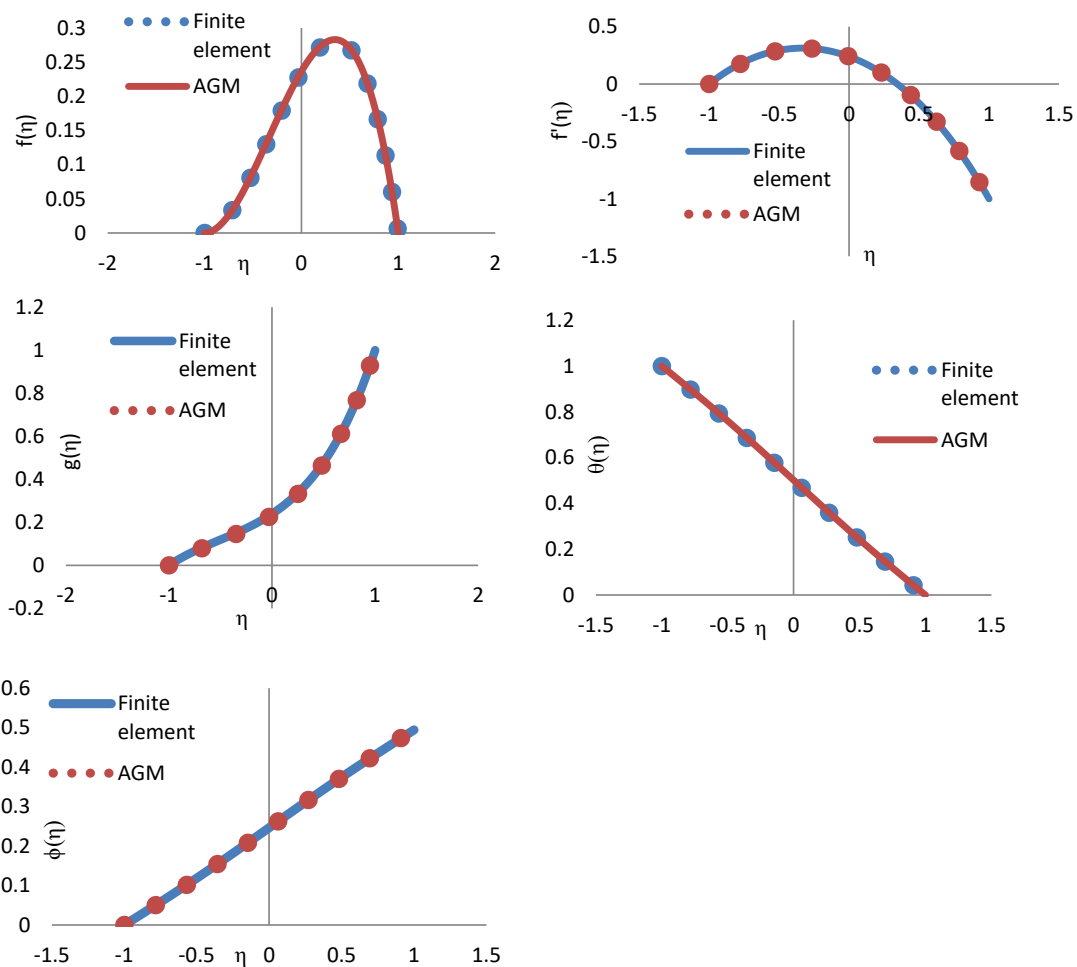 0.3
0.25
0.2
0.15
0.1
0.05
0
f(η)
Finite
element
AGM
-2
-1
0
1
2
η
0.5
0
-0.5
-1
-1.5
f'(η)
-1.5
-1
-0.5
0
0.5
1
1.5
Finite
element
AGM
η
1.2
1
0.8
0.6
0.4
0.2
0
-0.2
g(η)
Finite
element
AGM
-2
-1
0
1
2
η
1.2
1
0.8
0.6
0.4
0.2
0
θ(η)
Finite
element
AGM
-1.5
-1
-0.5
0
0.5
1
1.5
η
0.6
0.5
0.4
0.3
0.2
0.1
0
ϕ(η)
Finite
element
AGM
-1.5
-1
-0.5
0
0.5
1
1.5
η